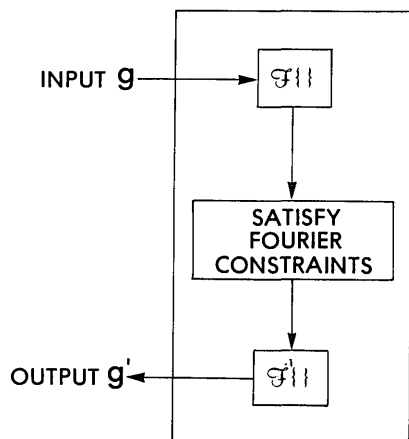 INPUT g
ℱ{ }
SATISFY
FOURIER
CONSTRAINTS
OUTPUT g'
ℱ⁻¹{ }